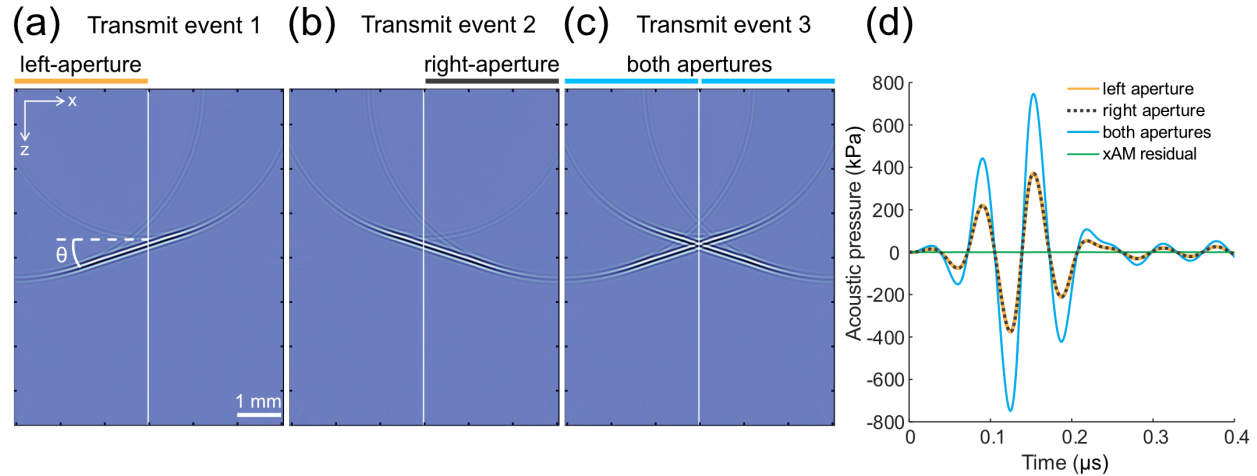 (a) Transmit event 1 (b) Transmit event 2 (c) Transmit event 3 (d)
left-aperture right-aperture both apertures
x
z
θ
1 mm
800
600
400
200
0
-200
-400
-600
-800
Acoustic pressure (kPa)
left aperture
right aperture
both apertures
xAM residual
0 0.1 0.2 0.3 0.4
Time (µs)